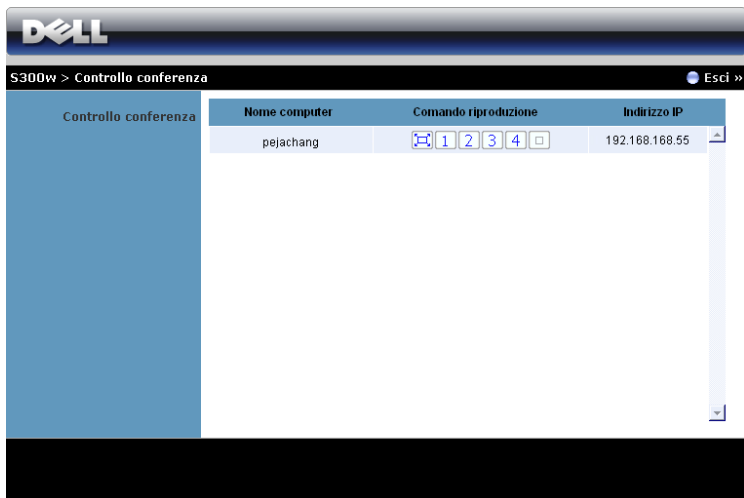 DELL
S300w > Controllo conferenza
Esci »
Controllo conferenza
Nome computer Comando riproduzione Indirizzo IP
pejachang 1 2 3 4 192.168.168.55